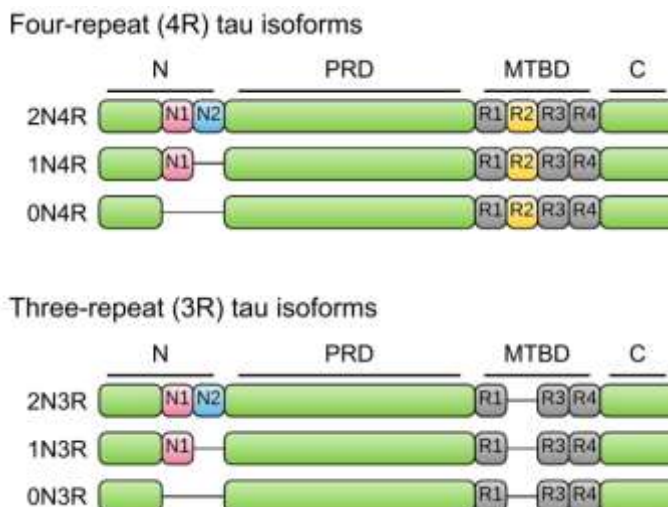 Four-repeat (4R) tau isoforms
N PRD MTBD C
2N4R N1 N2 R1 R2 R3 R4
1N4R N1 R1 R2 R3 R4
0N4R R1 R2 R3 R4
Three-repeat (3R) tau isoforms
N PRD MTBD C
2N3R N1 N2 R1 R3 R4
1N3R N1 R1 R3 R4
0N3R R1 R3 R4